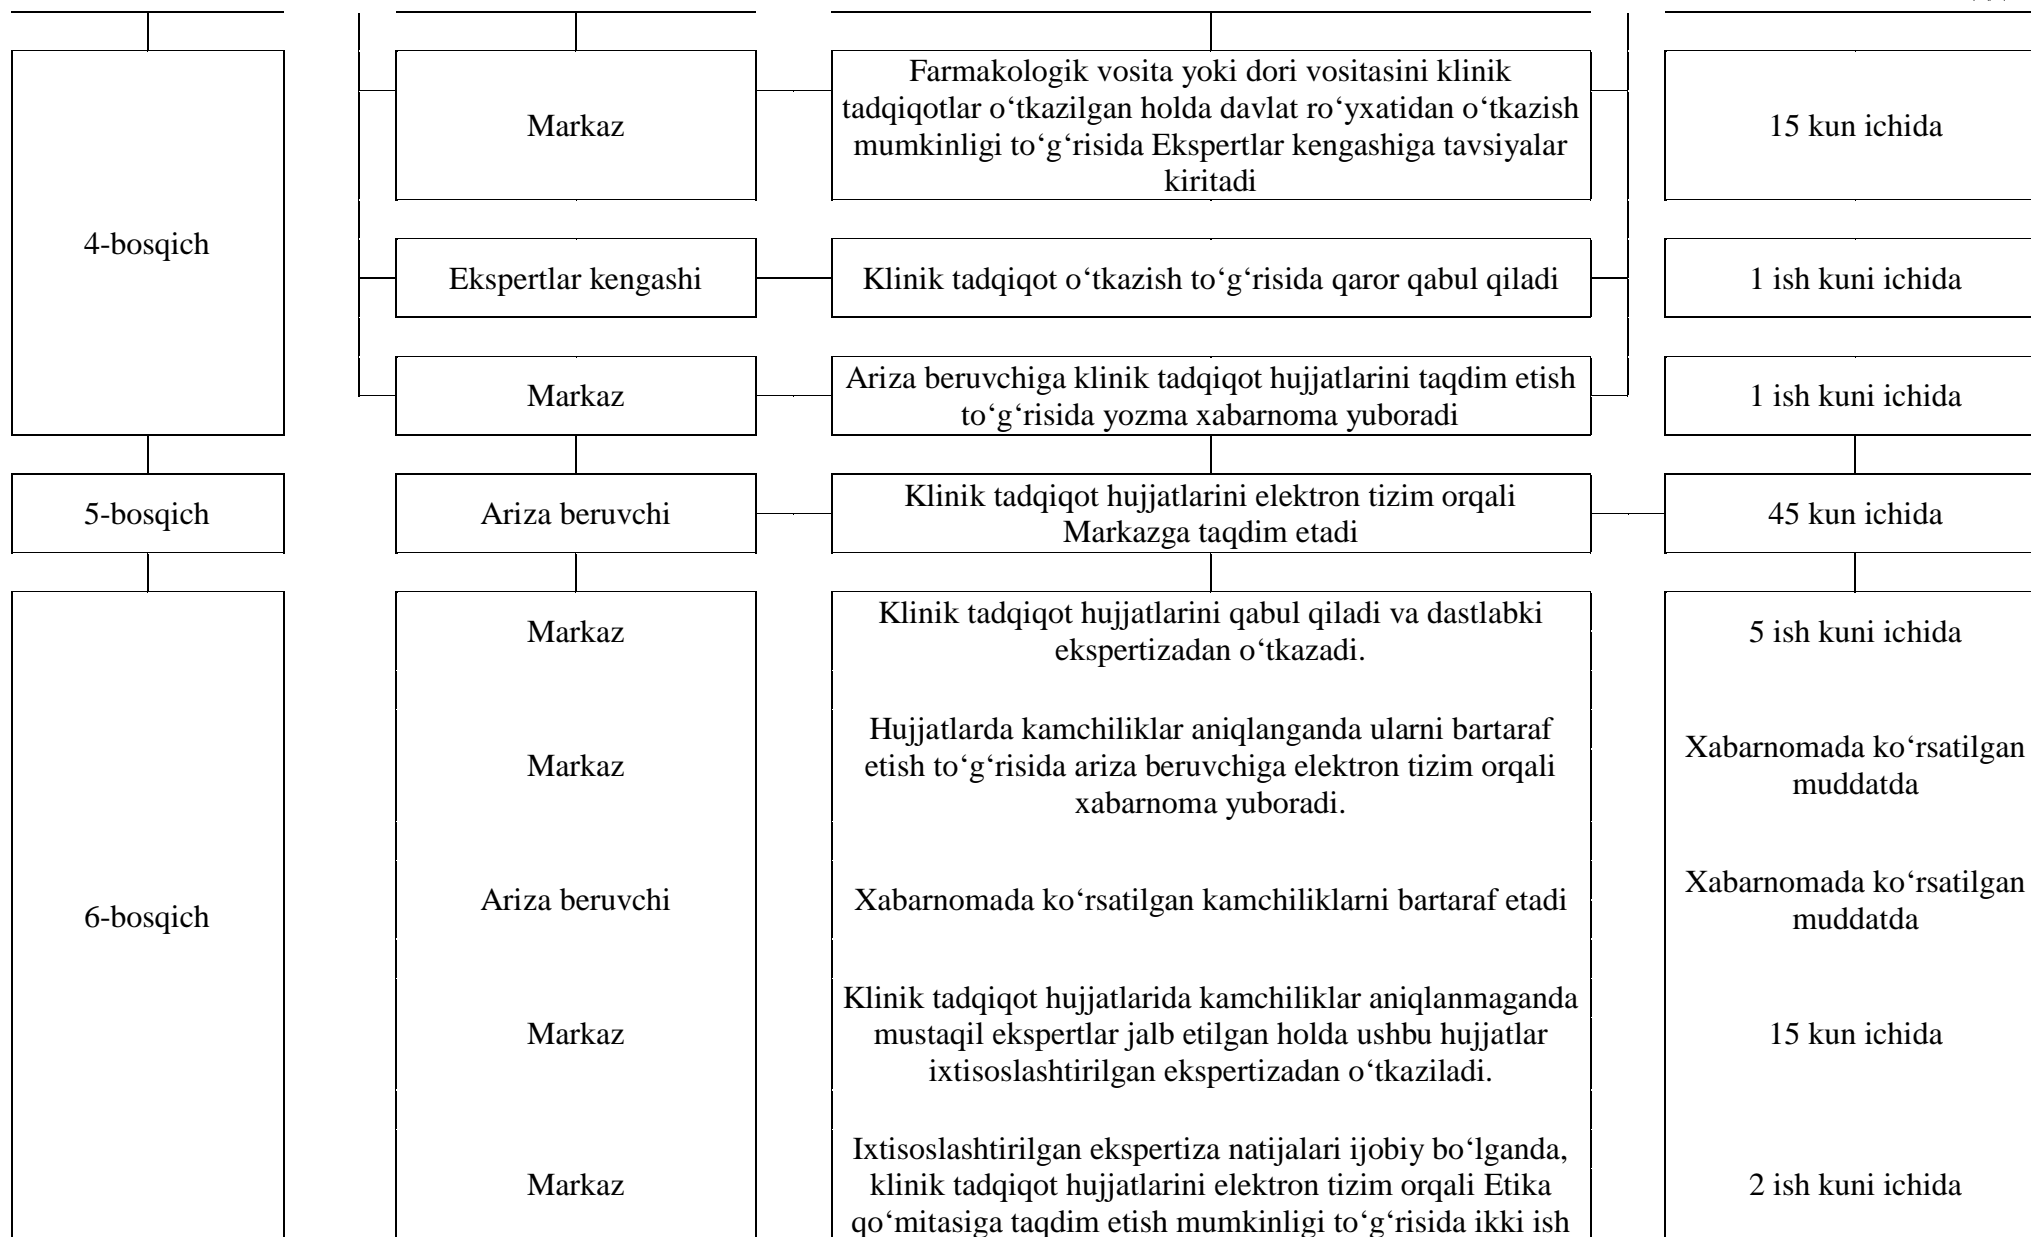 4-bosqich
Markaz
Farmakologik vosita yoki dori vositasini klinik
tadqiqotlar o‘tkazilgan holda davlat ro‘yxatidan o‘tkazish
mumkinligi to‘g‘risida Ekspertlar kengashiga tavsiyalar
kiritadi
15 kun ichida
Ekspertlar kengashi
Klinik tadqiqot o‘tkazish to‘g‘risida qaror qabul qiladi
1 ish kuni ichida
Markaz
Ariza beruvchiga klinik tadqiqot hujjatlarini taqdim etish
to‘g‘risida yozma xabarnoma yuboradi
1 ish kuni ichida
5-bosqich
Ariza beruvchi
Klinik tadqiqot hujjatlarini elektron tizim orqali
Markazga taqdim etadi
45 kun ichida
6-bosqich
Markaz
Klinik tadqiqot hujjatlarini qabul qiladi va dastlabki
ekspertizadan o‘tkazadi.
5 ish kuni ichida
Markaz
Hujjatlarda kamchiliklar aniqlanganda ularni bartaraf
etish to‘g‘risida ariza beruvchiga elektron tizim orqali
xabarnoma yuboradi.
Xabarnomada ko‘rsatilgan
muddatda
Ariza beruvchi
Xabarnomada ko‘rsatilgan kamchiliklarni bartaraf etadi
Xabarnomada ko‘rsatilgan
muddatda
Markaz
Klinik tadqiqot hujjatlarida kamchiliklar aniqlanmaganda
mustaqil ekspertlar jalb etilgan holda ushbu hujjatlar
ixtisoslashtirilgan ekspertizadan o‘tkaziladi.
15 kun ichida
Markaz
Ixtisoslashtirilgan ekspertiza natijalari ijobiy bo‘lganda,
klinik tadqiqot hujjatlarini elektron tizim orqali Etika
qo‘mitasiga taqdim etish mumkinligi to‘g‘risida ikki ish
2 ish kuni ichida